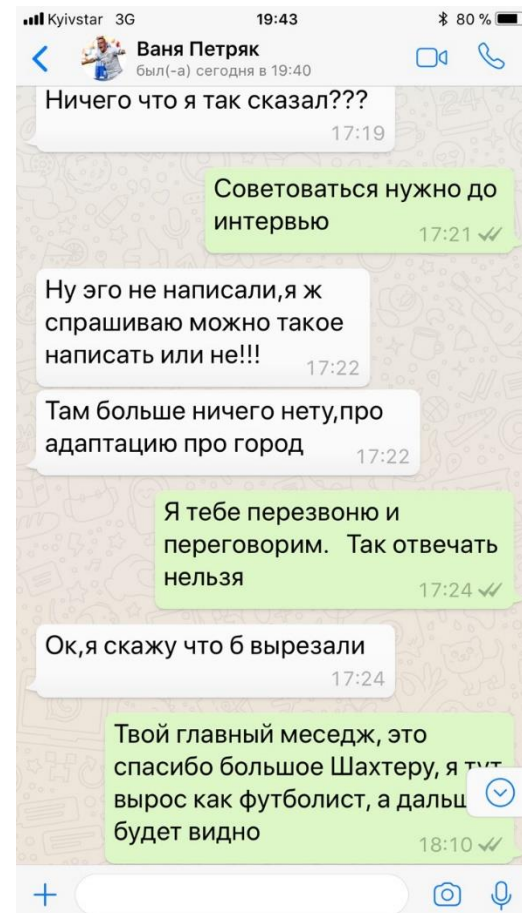 Kyivstar 3G 19:43 80 %
Ваня Петряк
был(-а) сегодня в 19:40
Ничего что я так сказал???
17:19
Советоваться нужно до
интервью
17:21
Ну эго не написали,я ж
спрашиваю можно такое
написать или не!!!
17:22
Там больше ничего нету,про
адаптацию про город
17:22
Я тебе перезвоню и
переговорим. Так отвечать
нельзя
17:24
Ок,я скажу что б вырезали
17:24
Твой главный меседж, это
спасибо большое Шахтеру, я тут
вырос как футболист, а дальш
будет видно
18:10